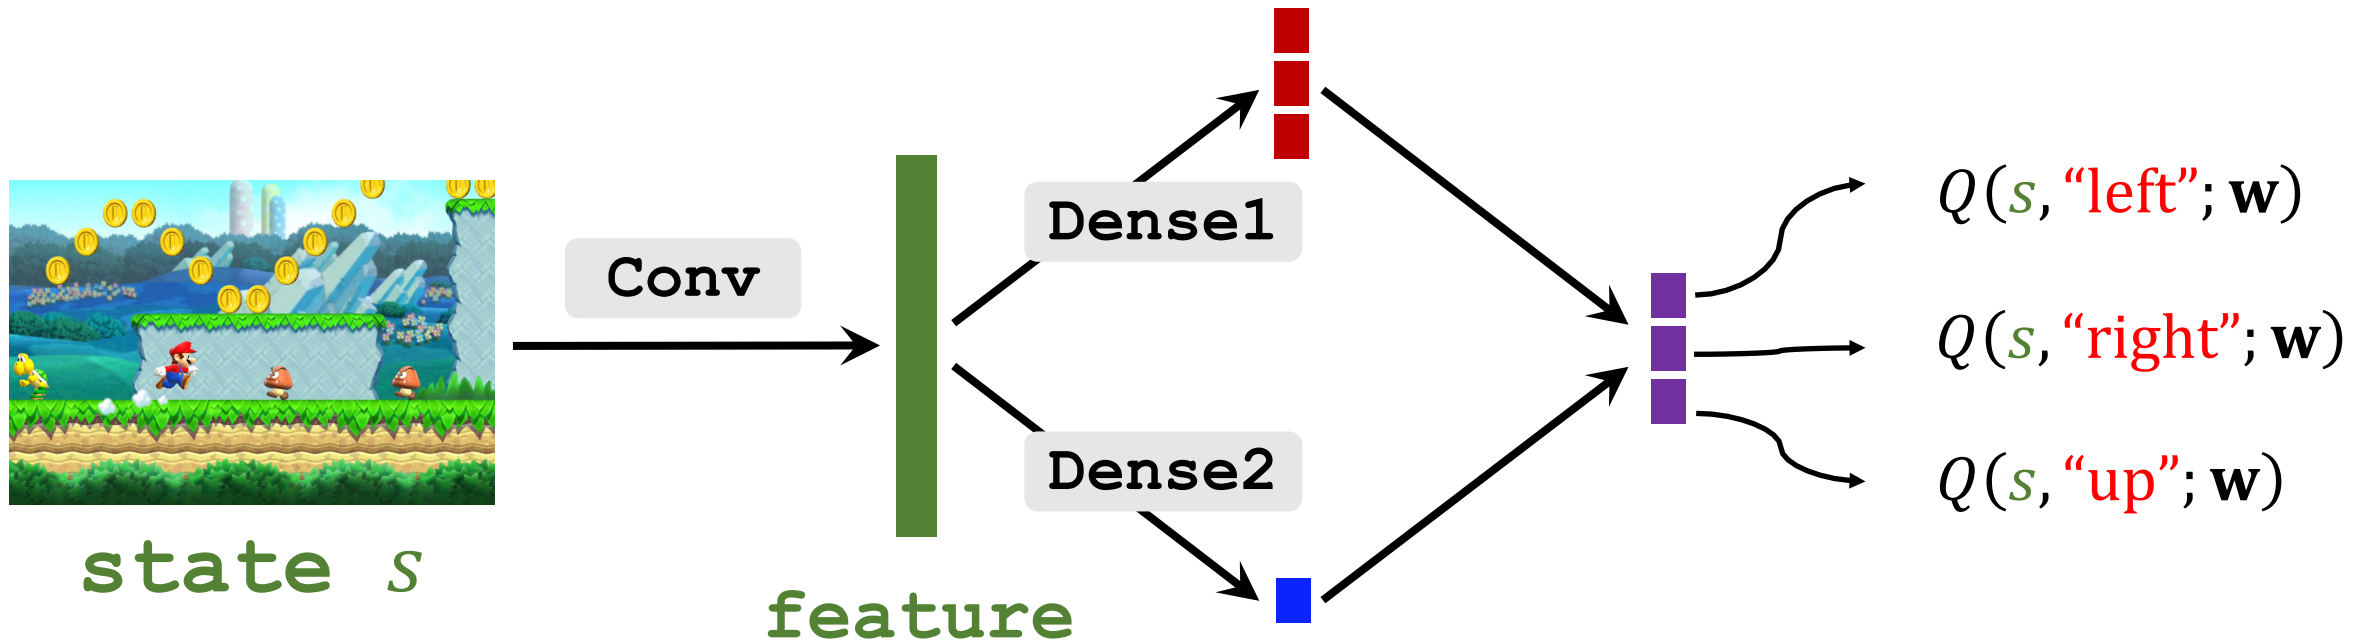 Conv
Dense1
Dense2
state s
feature
Q(s, “left”; w)
Q(s, “right”; w)
Q(s, “up”; w)